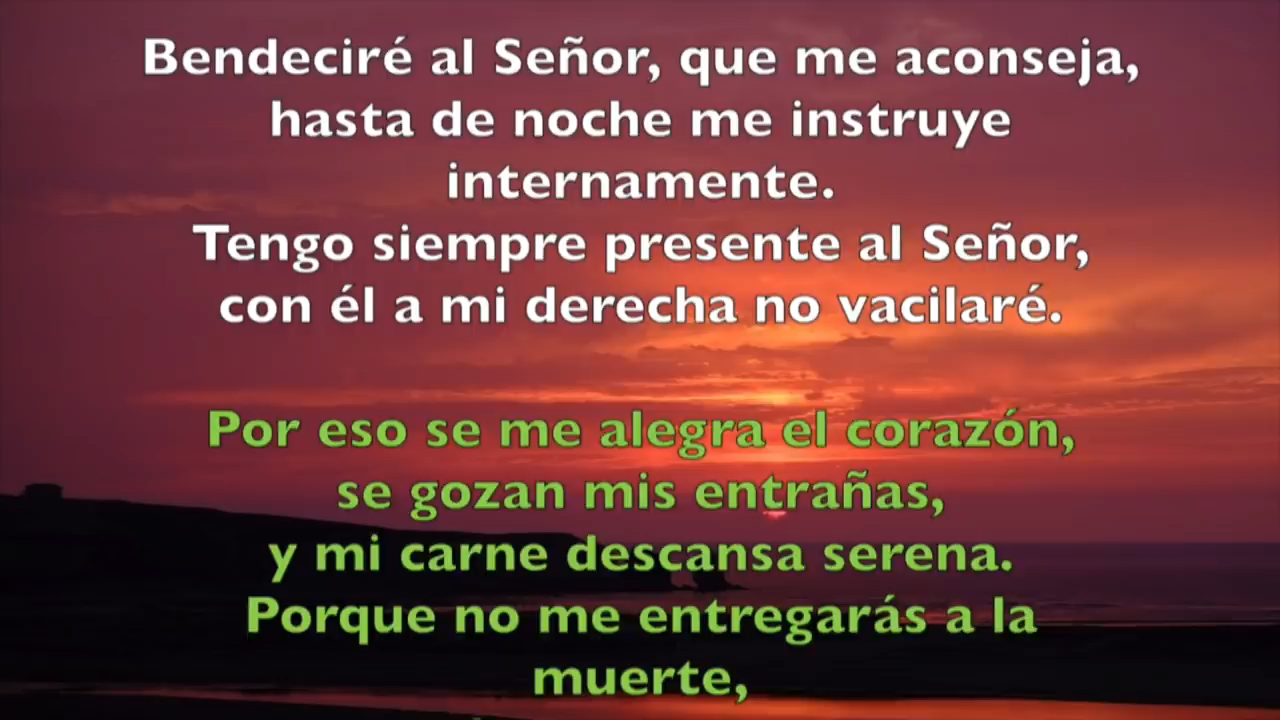 Bendeciré al Señor, que me aconseja,
hasta de noche me instruye
internamente.
Tengo siempre presente al Señor,
con él a mi derecha no vacilaré.
Por eso se me alegra el corazón,
se gozan mis entrañas,
y mi carne descansa serena.
Porque no me entregarás a la
muerte,